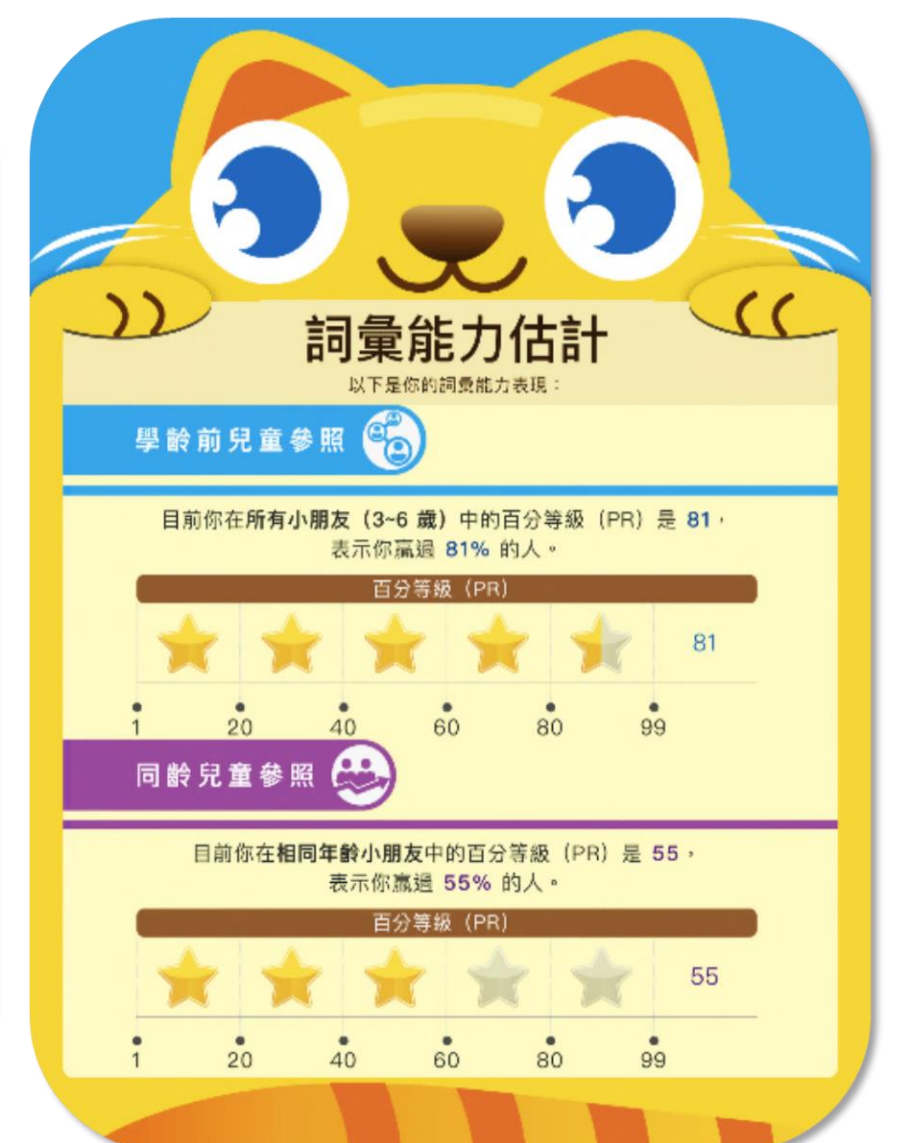 詞彙能力估計
以下是你的詞彙能力表現：
學齡前兒童參照
目前你在所有小朋友（3~6 歲）中的百分等級（PR）是 81，
表示你贏過 81% 的人。
百分等級（PR）
81
1 20 40 60 80 99
同齡兒童參照
目前你在相同年齡小朋友中的百分等級（PR）是 55，
表示你贏過 55% 的人。
百分等級（PR）
55
1 20 40 60 80 99